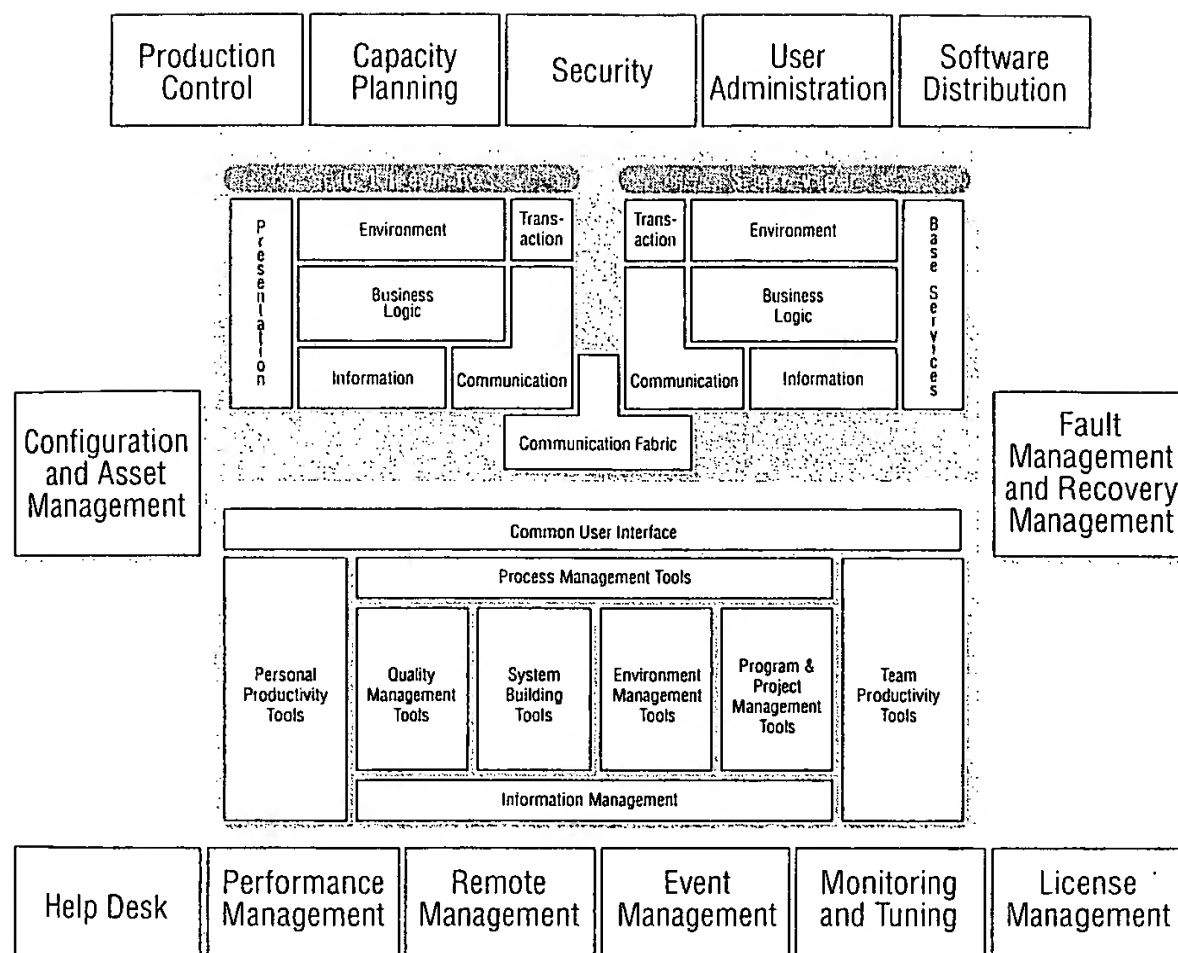 Production
Control
Capacity
Planning
Security
User
Administration
Software
Distribution
Presentation
Environment
Trans-
action
Business
Logic
Information
Communication
Trans-
action
Environment
Base Services
Business
Logic
Communication
Information
Communication Fabric
Configuration
and Asset
Management
Fault
Management
and Recovery
Management
Common User Interface
Process Management Tools
Personal
Productivity
Tools
Quality
Management
Tools
System
Building
Tools
Environment
Management
Tools
Program &
Project
Management
Tools
Team
Productivity
Tools
Information Management
Help Desk
Performance
Management
Remote
Management
Event
Management
Monitoring
and Tuning
License
Management